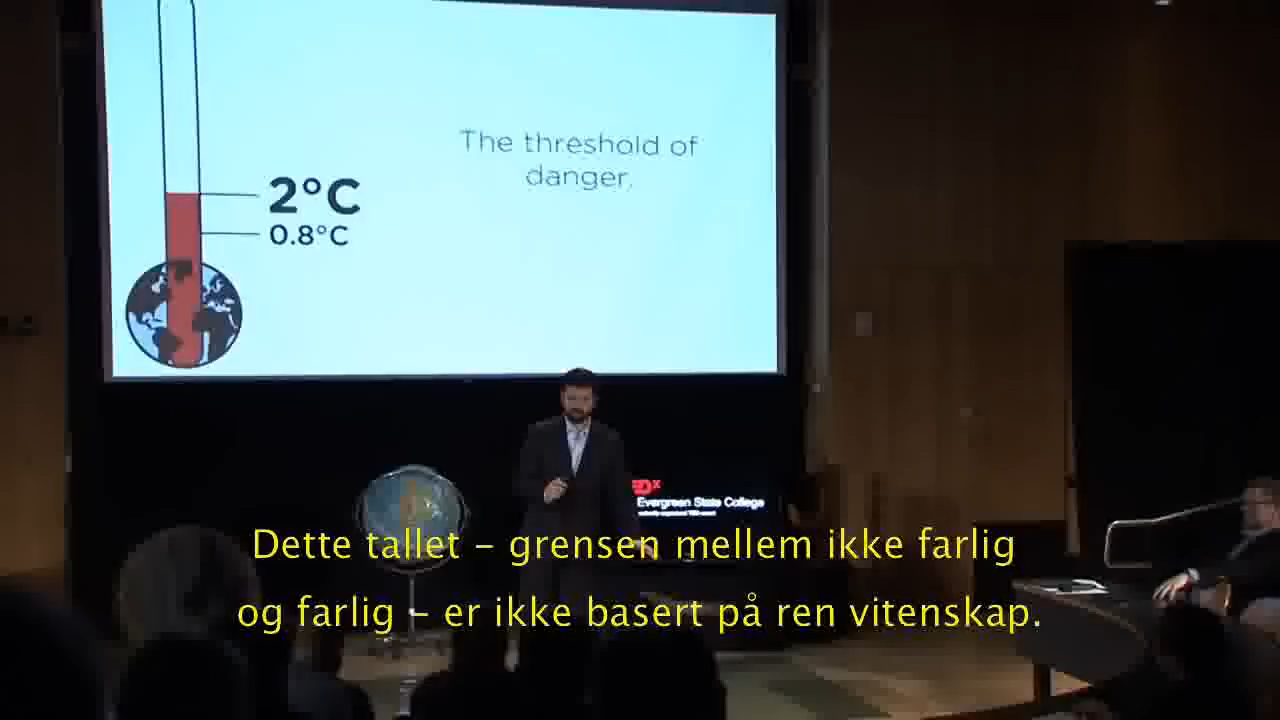 The threshold of
danger.
2°C
0.8°C
Evergreen State College
Dette tallet – grensen mellem ikke farlig
og farlig – er ikke basert på ren vitenskap.